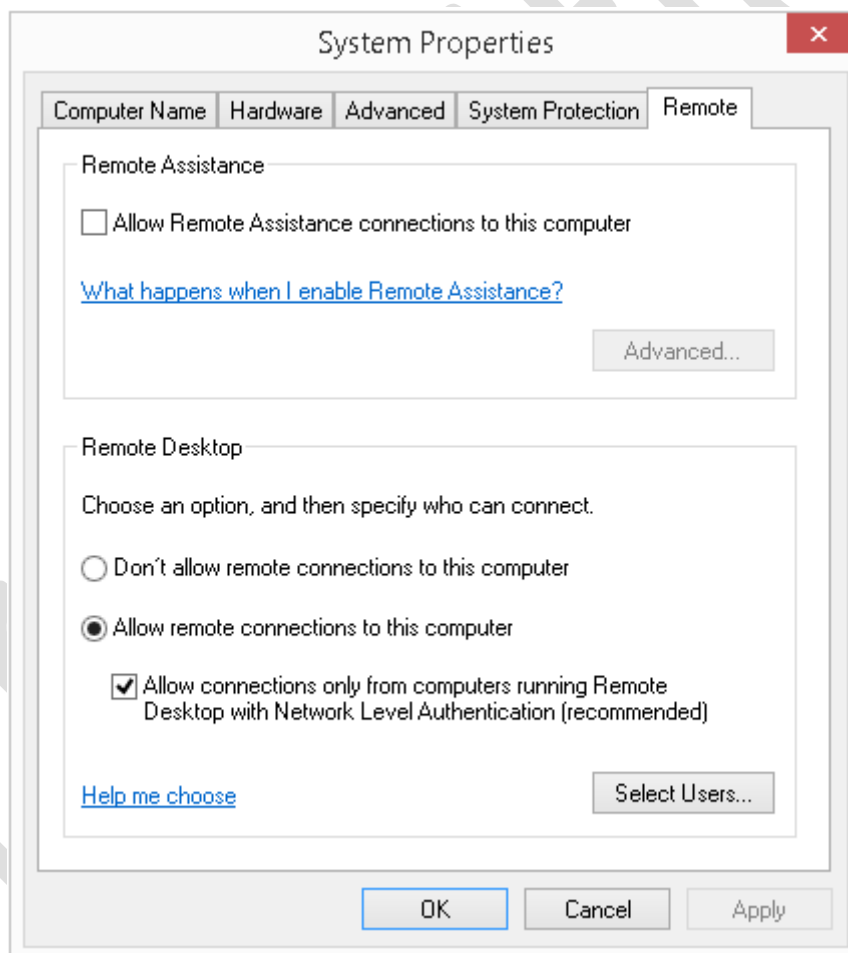 System Properties
Computer Name Hardware Advanced System Protection Remote
Remote Assistance
Allow Remote Assistance connections to this computer
What happens when I enable Remote Assistance?
Advanced...
Remote Desktop
Choose an option, and then specify who can connect.
Don't allow remote connections to this computer
Allow remote connections to this computer
Allow connections only from computers running Remote
Desktop with Network Level Authentication (recommended)
Help me choose Select Users...
OK Cancel Apply